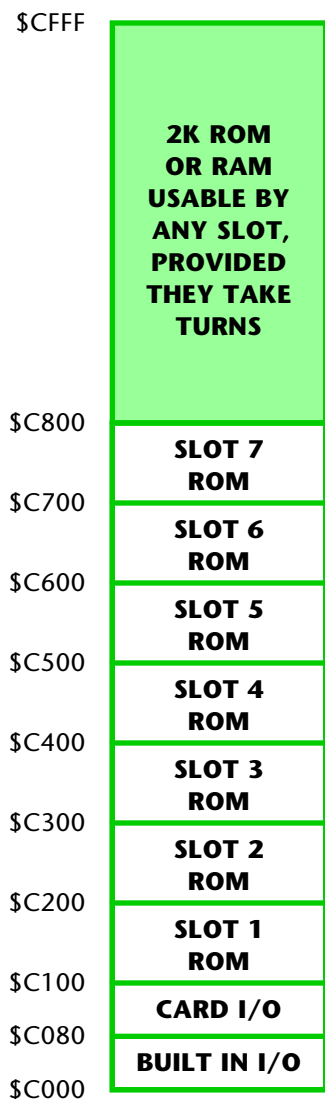 $CFFF
2K ROM
OR RAM
USABLE BY
ANY SLOT,
PROVIDED
THEY TAKE
TURNS
$C800
SLOT 7
ROM
$C700
SLOT 6
ROM
$C600
SLOT 5
ROM
$C500
SLOT 4
ROM
$C400
SLOT 3
ROM
$C300
SLOT 2
ROM
$C200
SLOT 1
ROM
$C100
CARD I/O
$C080
BUILT IN I/O
$C000